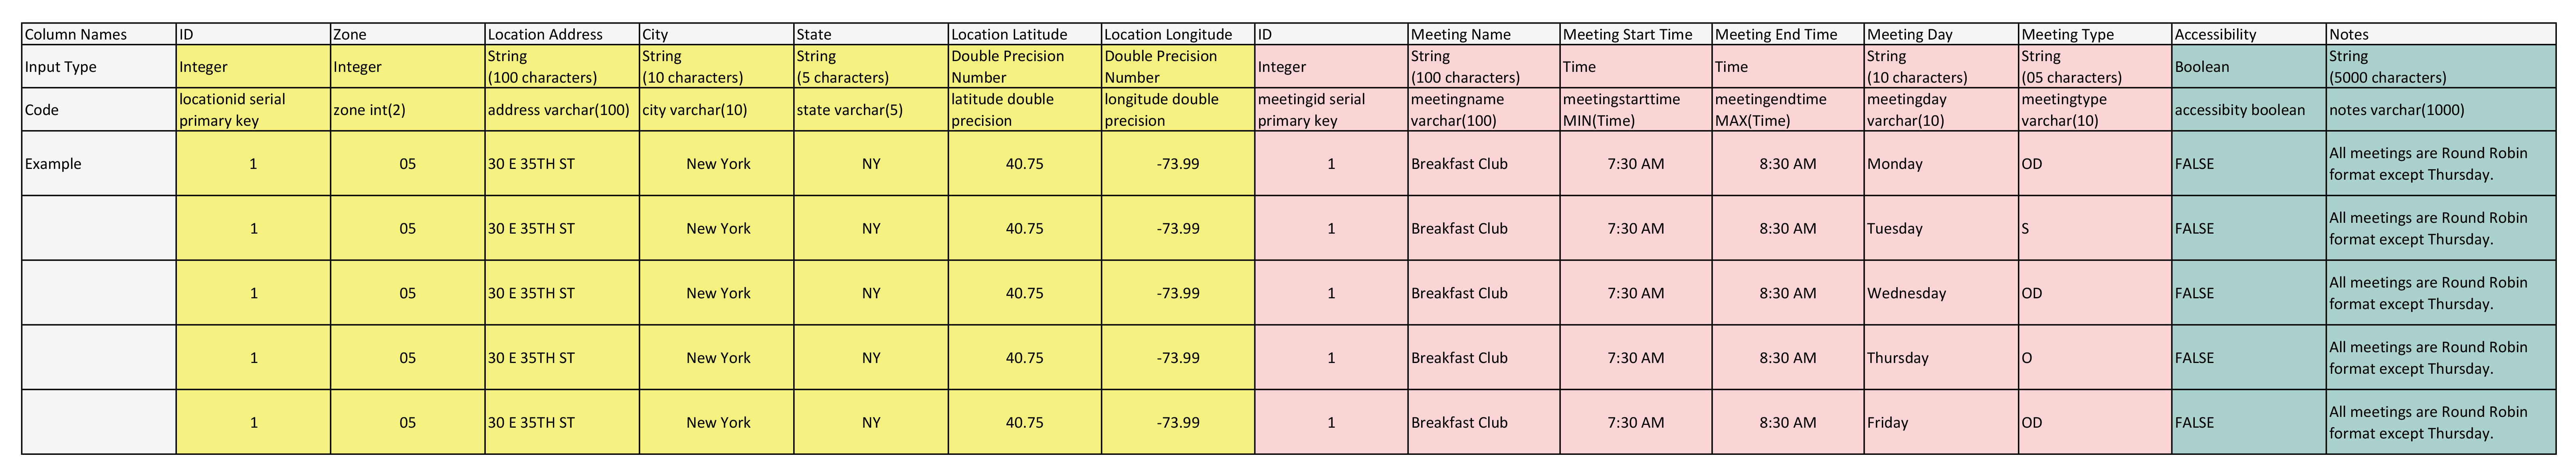 Column Names ID Zone Location Address City State Location Latitude Location Longitude ID Meeting Name Meeting Start Time Meeting End Time Meeting Day Meeting Type Accessibility Notes
Input Type Integer Integer String (100 characters) String (10 characters) String (5 characters) Double Precision Number Double Precision Number Integer String (100 characters) Time Time String (10 characters) String (05 characters) Boolean String (5000 characters)
Code locationid serial primary key zone int(2) address varchar(100) city varchar(10) state varchar(5) latitude double precision longitude double precision meetingid serial primary key meetingname varchar(100) meetingstarttime MIN(Time) meetingendtime MAX(Time) meetingday varchar(10) meetingtype varchar(10) accessibity boolean notes varchar(1000)
Example 1 05 30 E 35TH ST New York NY 40.75 -73.99 1 Breakfast Club 7:30 AM 8:30 AM Monday OD FALSE All meetings are Round Robin format except Thursday.
1 05 30 E 35TH ST New York NY 40.75 -73.99 1 Breakfast Club 7:30 AM 8:30 AM Tuesday S FALSE All meetings are Round Robin format except Thursday.
1 05 30 E 35TH ST New York NY 40.75 -73.99 1 Breakfast Club 7:30 AM 8:30 AM Wednesday OD FALSE All meetings are Round Robin format except Thursday.
1 05 30 E 35TH ST New York NY 40.75 -73.99 1 Breakfast Club 7:30 AM 8:30 AM Thursday O FALSE All meetings are Round Robin format except Thursday.
1 05 30 E 35TH ST New York NY 40.75 -73.99 1 Breakfast Club 7:30 AM 8:30 AM Friday OD FALSE All meetings are Round Robin format except Thursday.